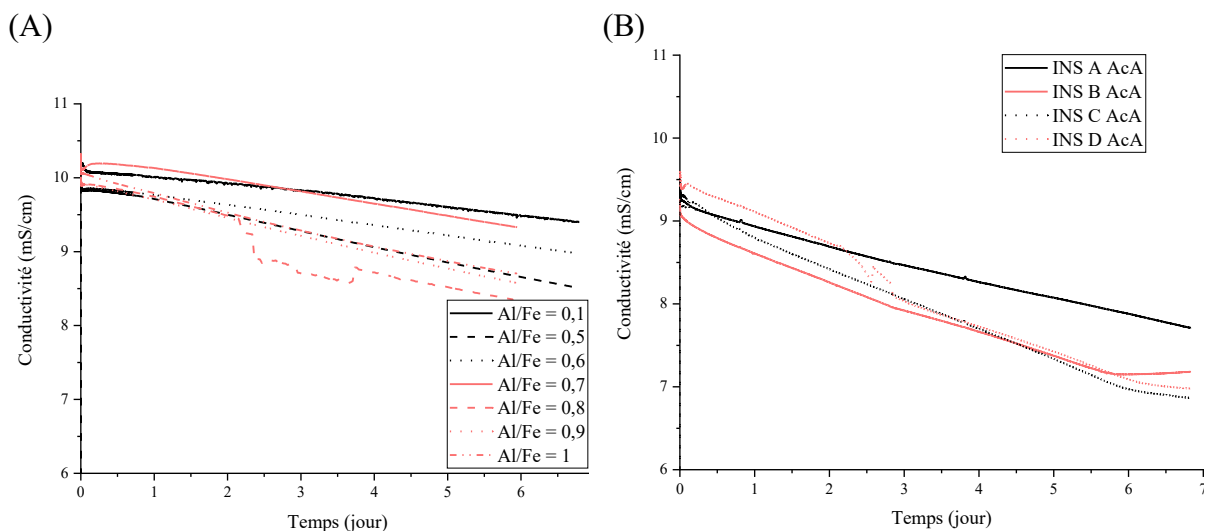 (A)
11
10
9
8
7
6
Conductivité (mS/cm)
Al/Fe = 0,1
Al/Fe = 0,5
Al/Fe = 0,6
Al/Fe = 0,7
Al/Fe = 0,8
Al/Fe = 0,9
Al/Fe = 1
0 1 2 3 4 5 6
Temps (jour)
(B)
INS A AcA
INS B AcA
INS C AcA
INS D AcA
11
10
9
8
7
6
Conductivité (mS/cm)
0 1 2 3 4 5 6 7
Temps (jour)